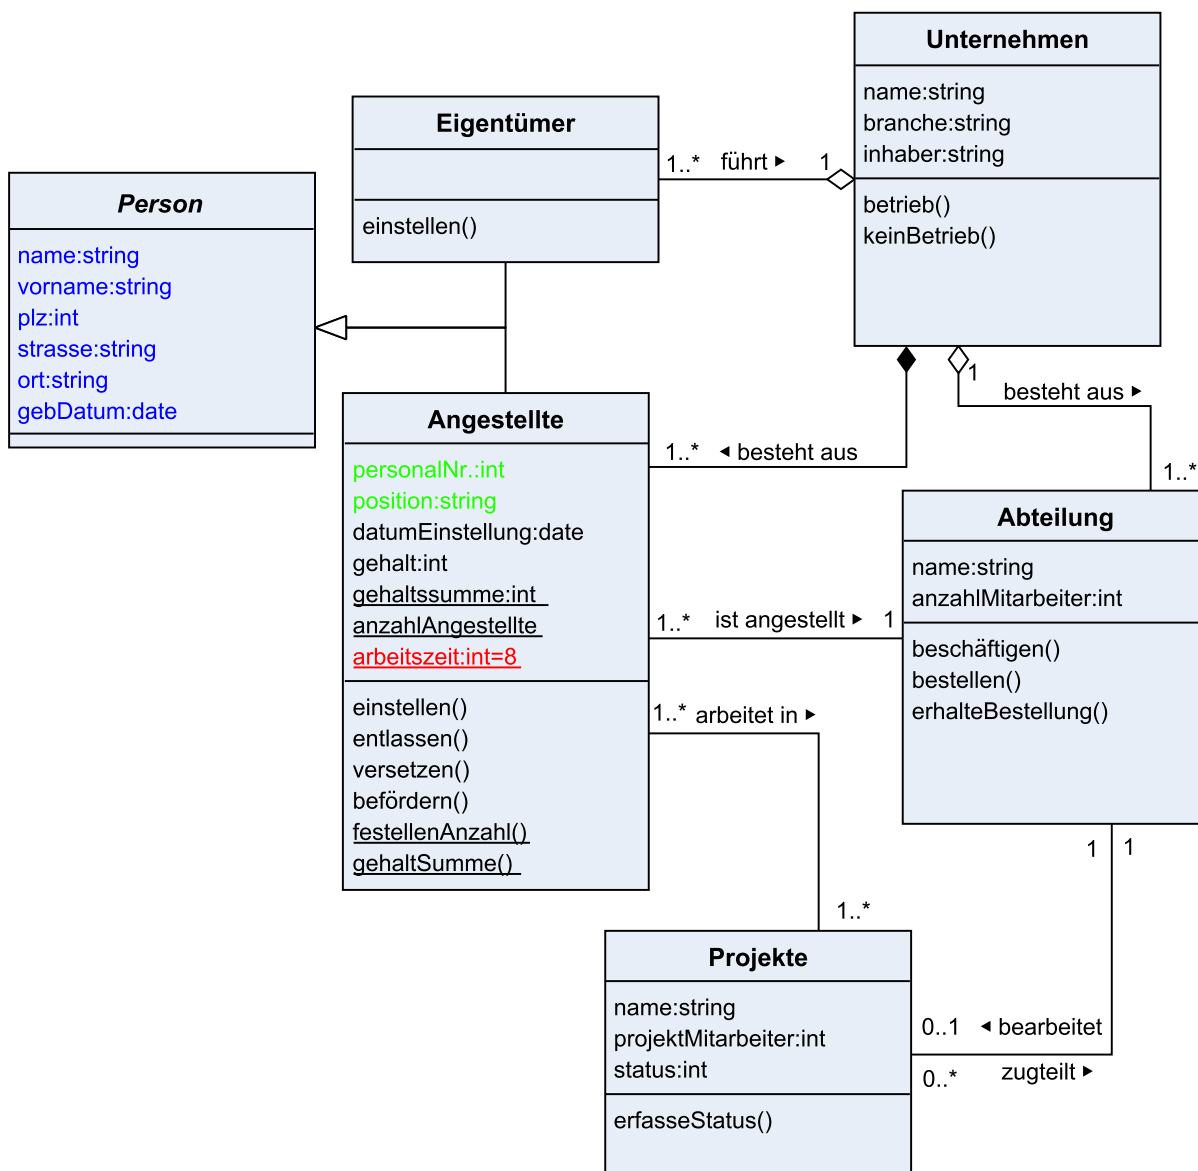 Unternehmen
name:string
branche:string
inhaber:string
betrieb()
keinBetrieb()
Eigentümer
einstellen()
1..* führt ► 1
Person
name:string
vorname:string
plz:int
strasse:string
ort:string
gebDatum:date
1
besteht aus ►
1..*
1..* ◄ besteht aus
Angestellte
personalNr.:int
position:string
datumEinstellung:date
gehalt:int
gehaltssumme:int
anzahlAngestellte
arbeitszeit:int=8
einstellen()
entlassen()
versetzen()
befördern()
festellenAnzahl()
gehaltSumme()
Abteilung
name:string
anzahlMitarbeiter:int
beschäftigen()
bestellen()
erhalteBestellung()
1..* ist angestellt ► 1
1..* arbeitet in ►
1..*
1 1
Projekte
name:string
projektMitarbeiter:int
status:int
erfasseStatus()
0..1 ◄ bearbeitet
0..* zugteilt ►